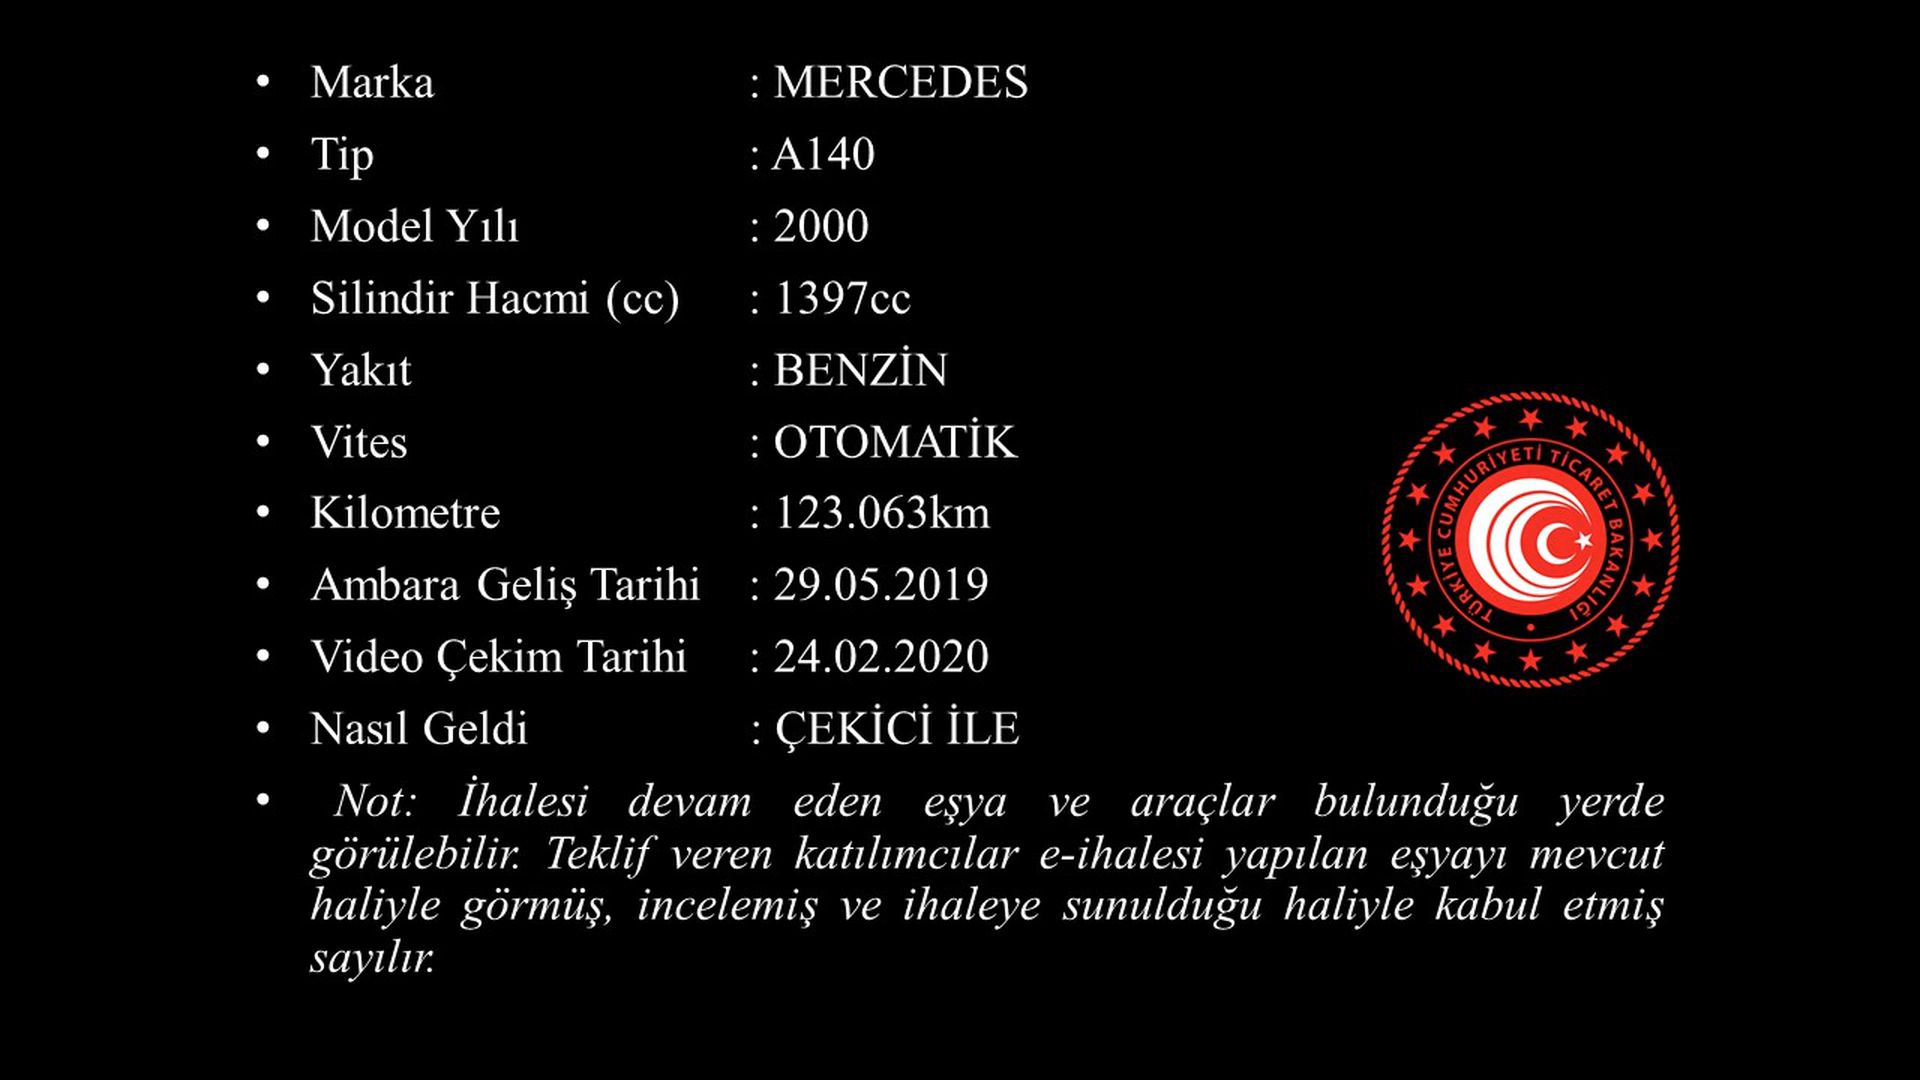 • Marka : MERCEDES
• Tip : A140
• Model Yılı : 2000
• Silindir Hacmi (cc) : 1397cc
• Yakıt : BENZİN
• Vites : OTOMATİK
• Kilometre : 123.063km
• Ambara Geliş Tarihi : 29.05.2019
• Video Çekim Tarihi : 24.02.2020
• Nasıl Geldi : ÇEKİCİ İLE
• Not: İhalesi devam eden eşya ve araçlar bulunduğu yerde
görülebilir. Teklif veren katılımcılar e-ihalesi yapılan eşyayı mevcut
haliyle görmüş, incelemiş ve ihaleye sunulduğu haliyle kabul etmiş
sayılır.
TÜRKİYE CUMHURİYETİ TİCARET BAKANLIĞI